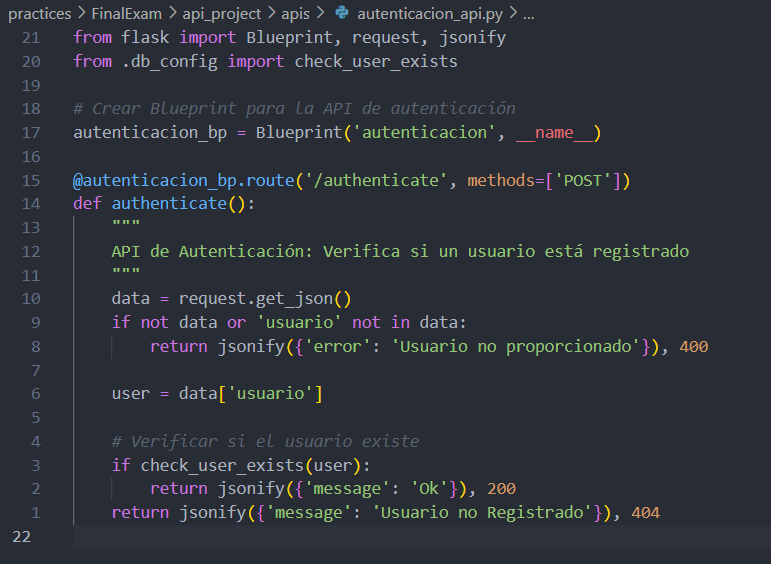 practices > FinalExam > api_project > apis > autenticacion_api.py > ...
21 from flask import Blueprint, request, jsonify
20 from .db_config import check_user_exists
19
18 # Crear Blueprint para la API de autenticación
17 autenticacion_bp = Blueprint('autenticacion', __name__)
16
15 @autenticacion_bp.route('/authenticate', methods=['POST'])
14 def authenticate():
13     """
12     API de Autenticación: Verifica si un usuario está registrado
11     """
10     data = request.get_json()
9     if not data or 'usuario' not in data:
8         return jsonify({'error': 'Usuario no proporcionado'}), 400
7
6     user = data['usuario']
5
4     # Verificar si el usuario existe
3     if check_user_exists(user):
2         return jsonify({'message': 'Ok'}), 200
1     return jsonify({'message': 'Usuario no Registrado'}), 404
22